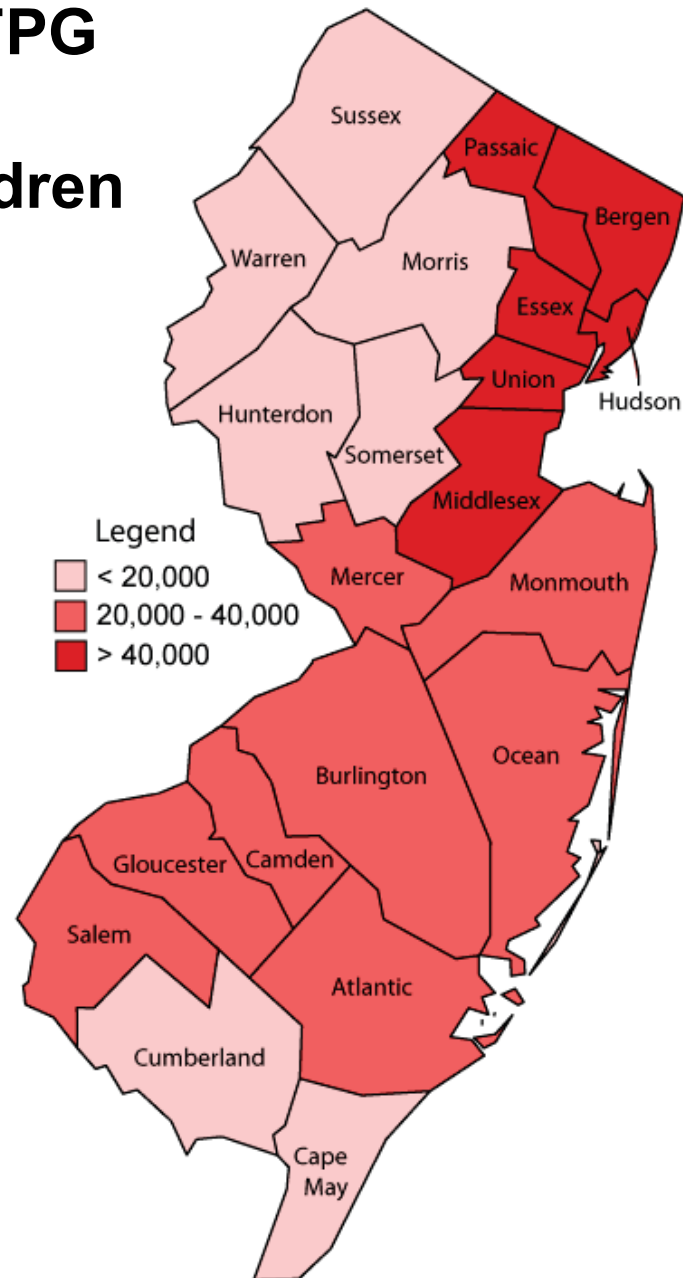 FPG
dren
Sussex
Passaic
Bergen
Warren
Morris
Essex
Union
Hudson
Hunterdon
Somerset
Middlesex
Legend
< 20,000
20,000 - 40,000
> 40,000
Mercer
Monmouth
Ocean
Burlington
Gloucester
Camden
Salem
Atlantic
Cumberland
Cape
May